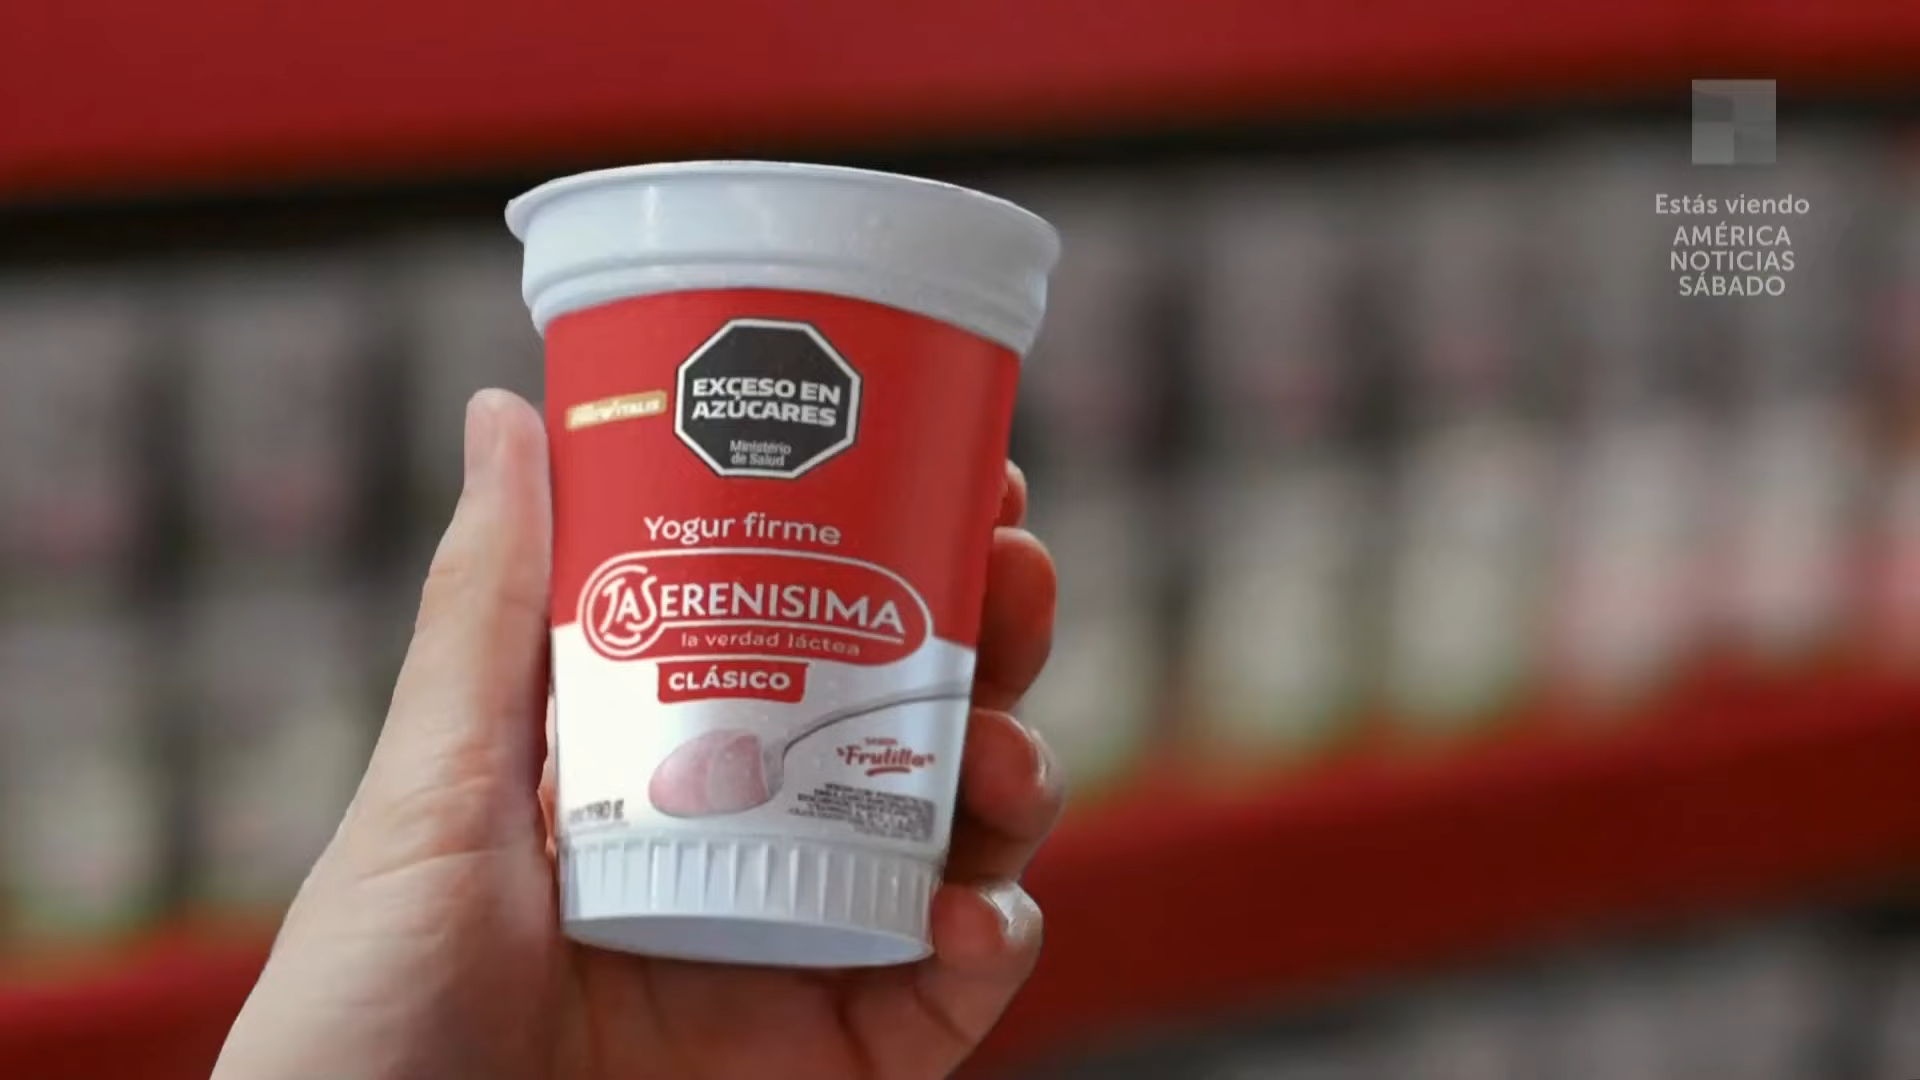 Estás viendo
AMÉRICA
NOTICIAS
SÁBADO
EXCESO EN
AZÚCARES
Ministerio
de Salud
Yogur firme
LA SERENISIMA
la verdad láctea
CLÁSICO
Frutilla
190 g